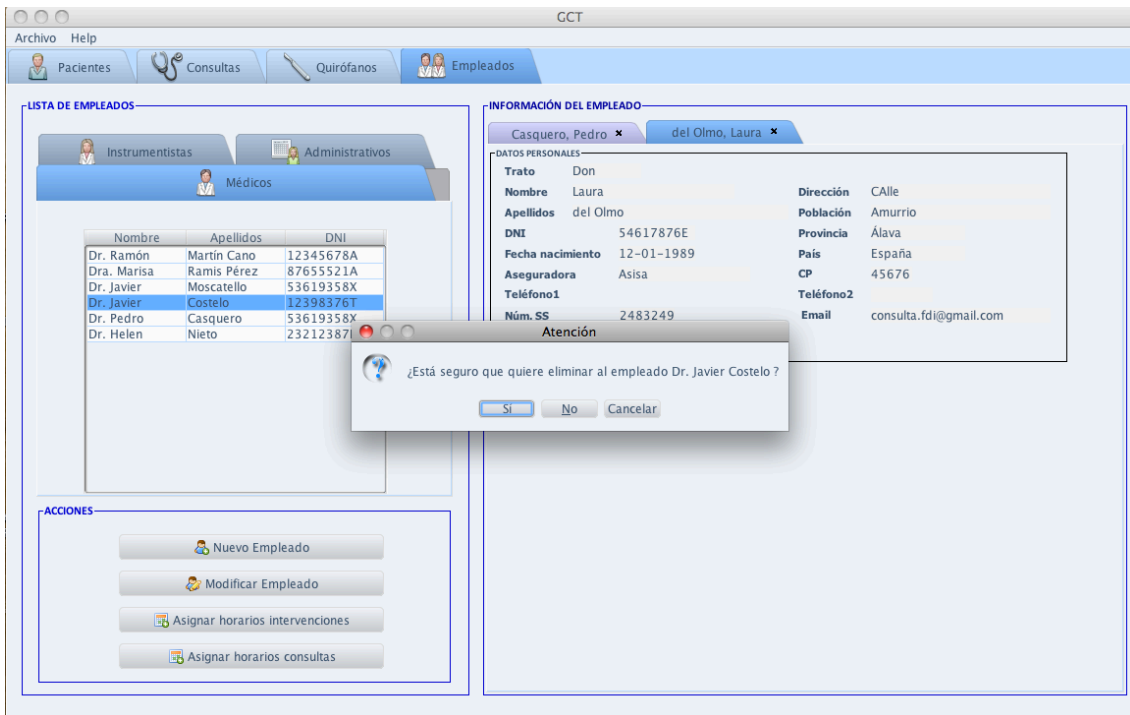 GCT
Archivo Help
Pacientes Consultas Quirófanos Empleados
LISTA DE EMPLEADOS
Instrumentistas Administrativos
Médicos
Nombre Apellidos DNI
Dr. Ramón Martín Cano 12345678A
Dra. Marisa Ramis Pérez 87655521A
Dr. Javier Moscatello 53619358X
Dr. Javier Costelo 12398376T
Dr. Pedro Casquero 53619358X
Dr. Helen Nieto
ACCIONES
Nuevo Empleado
Modificar Empleado
Asignar horarios intervenciones
Asignar horarios consultas
INFORMACIÓN DEL EMPLEADO
Casquero, Pedro × del Olmo, Laura ×
DATOS PERSONALES
Trato Don
Nombre Laura Dirección CAlle
Apellidos del Olmo Población Amurrio
DNI 54617876E Provincia Álava
Fecha nacimiento 12-01-1989 País España
Aseguradora Asisa CP 45676
Teléfono1 Teléfono2
Núm. SS 2483249 Email consulta.fdi@gmail.com
Atención
¿Está seguro que quiere eliminar al empleado Dr. Javier Costelo ?
Sí No Cancelar